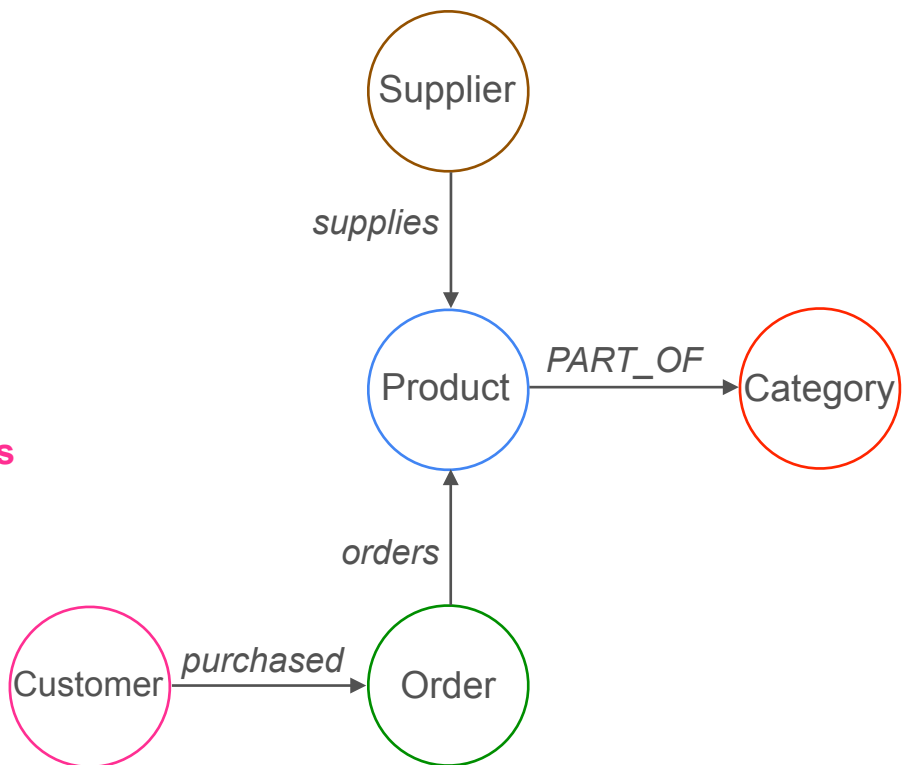 Supplier
supplies
PART_OF
Product
Category
s
orders
purchased
Customer
Order